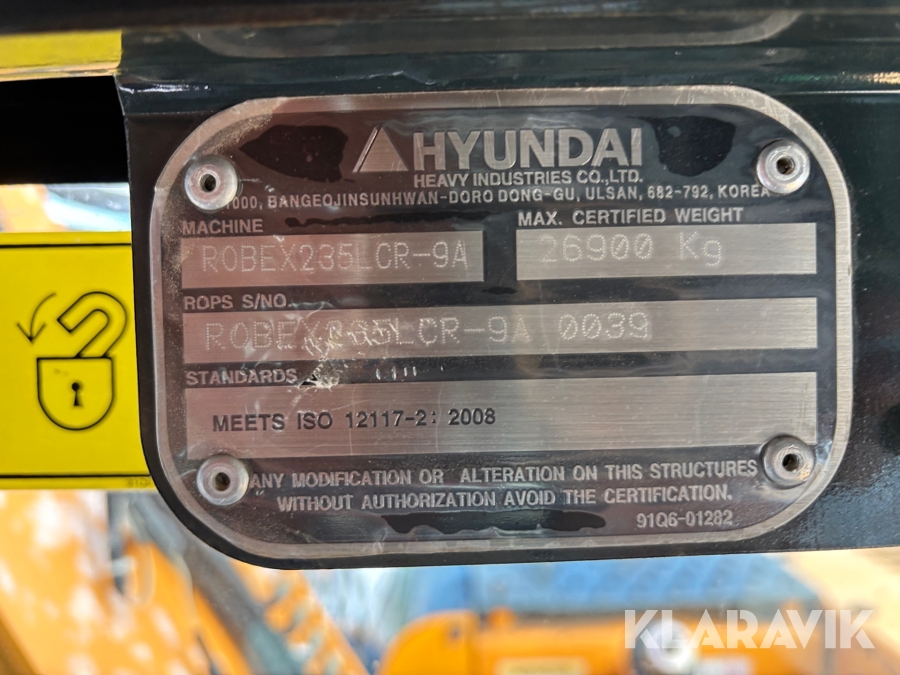 HYUNDAI
HEAVY INDUSTRIES CO.,LTD.
1000, BANGEOJINSUNHWAN-DORO DONG-GU, ULSAN, 682-792, KOREA
MACHINE
MAX. CERTIFIED WEIGHT
ROBEX235LCR-9A
26900 Kg
ROPS S/NO.
ROBEX235LCR-9A 0039
STANDARDS
MEETS ISO 12117-2: 2008
ANY MODIFICATION OR ALTERATION ON THIS STRUCTURES
WITHOUT AUTHORIZATION AVOID THE CERTIFICATION.
91Q6-01282
KLARAVIK